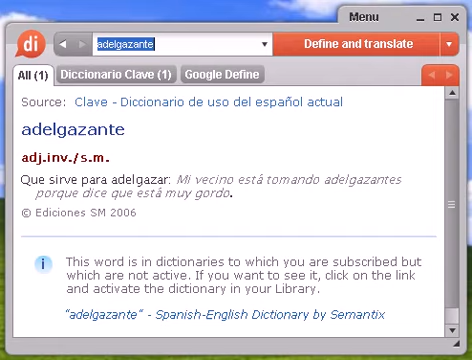 Menu
di
adelgazante
Define and translate
All (1)
Diccionario Clave (1)
Google Define
Source: Clave - Diccionario de uso del español actual
adelgazante
adj.inv./s.m.
Que sirve para adelgazar: Mi vecino está tomando adelgazantes
porque dice que está muy gordo.
© Ediciones SM 2006
i
This word is in dictionaries to which you are subscribed but
which are not active. If you want to see it, click on the link
and activate the dictionary in your Library.
"adelgazante" - Spanish-English Dictionary by Semantix